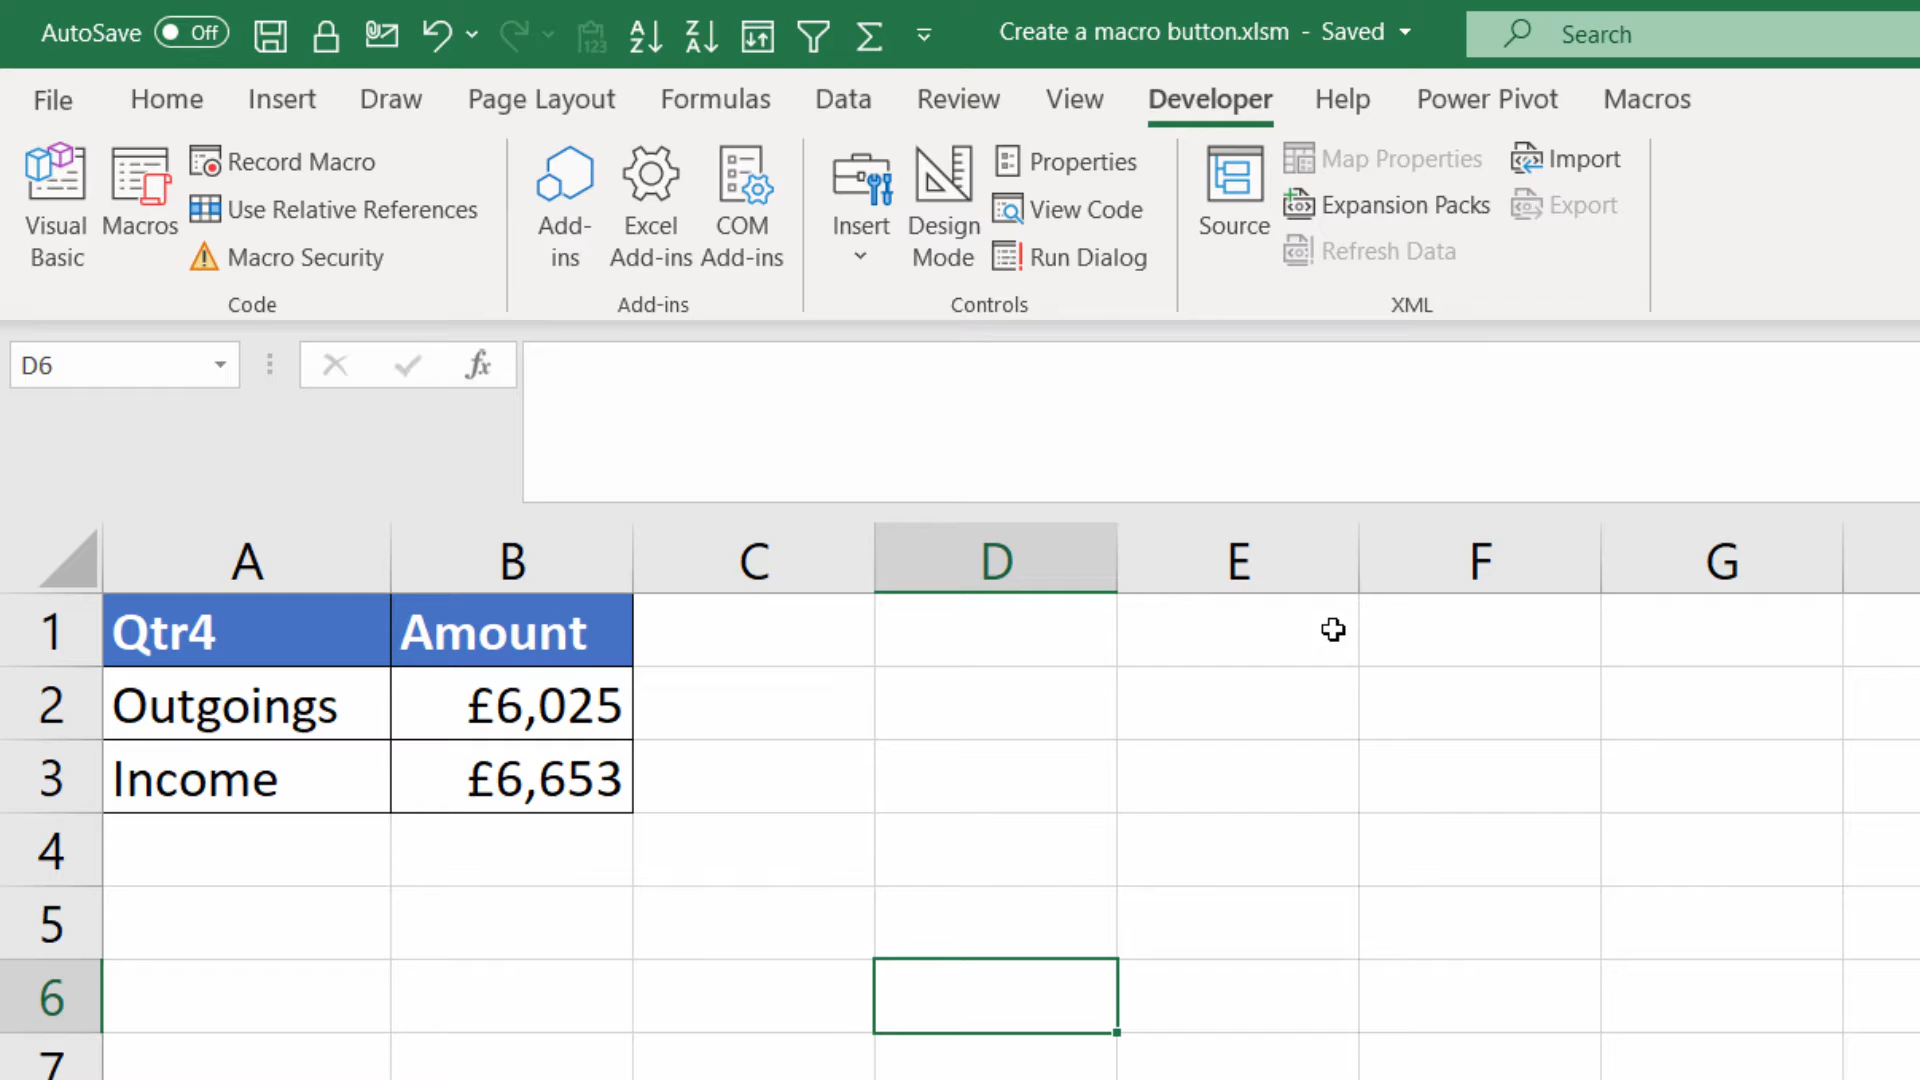 AutoSave Off Create a macro button.xlsm - Saved Search
File Home Insert Draw Page Layout Formulas Data Review View Developer Help Power Pivot Macros
Visual Basic
Macros
Record Macro
Use Relative References
Macro Security
Code
Add-ins
Excel Add-ins
COM Add-ins
Add-ins
Insert
Design Mode
Properties
View Code
Run Dialog
Controls
Source
Map Properties
Expansion Packs
Refresh Data
Import
Export
XML
D6 fx
A B C D E F G
1 Qtr4 Amount
2 Outgoings £6,025
3 Income £6,653
4
5
6
7